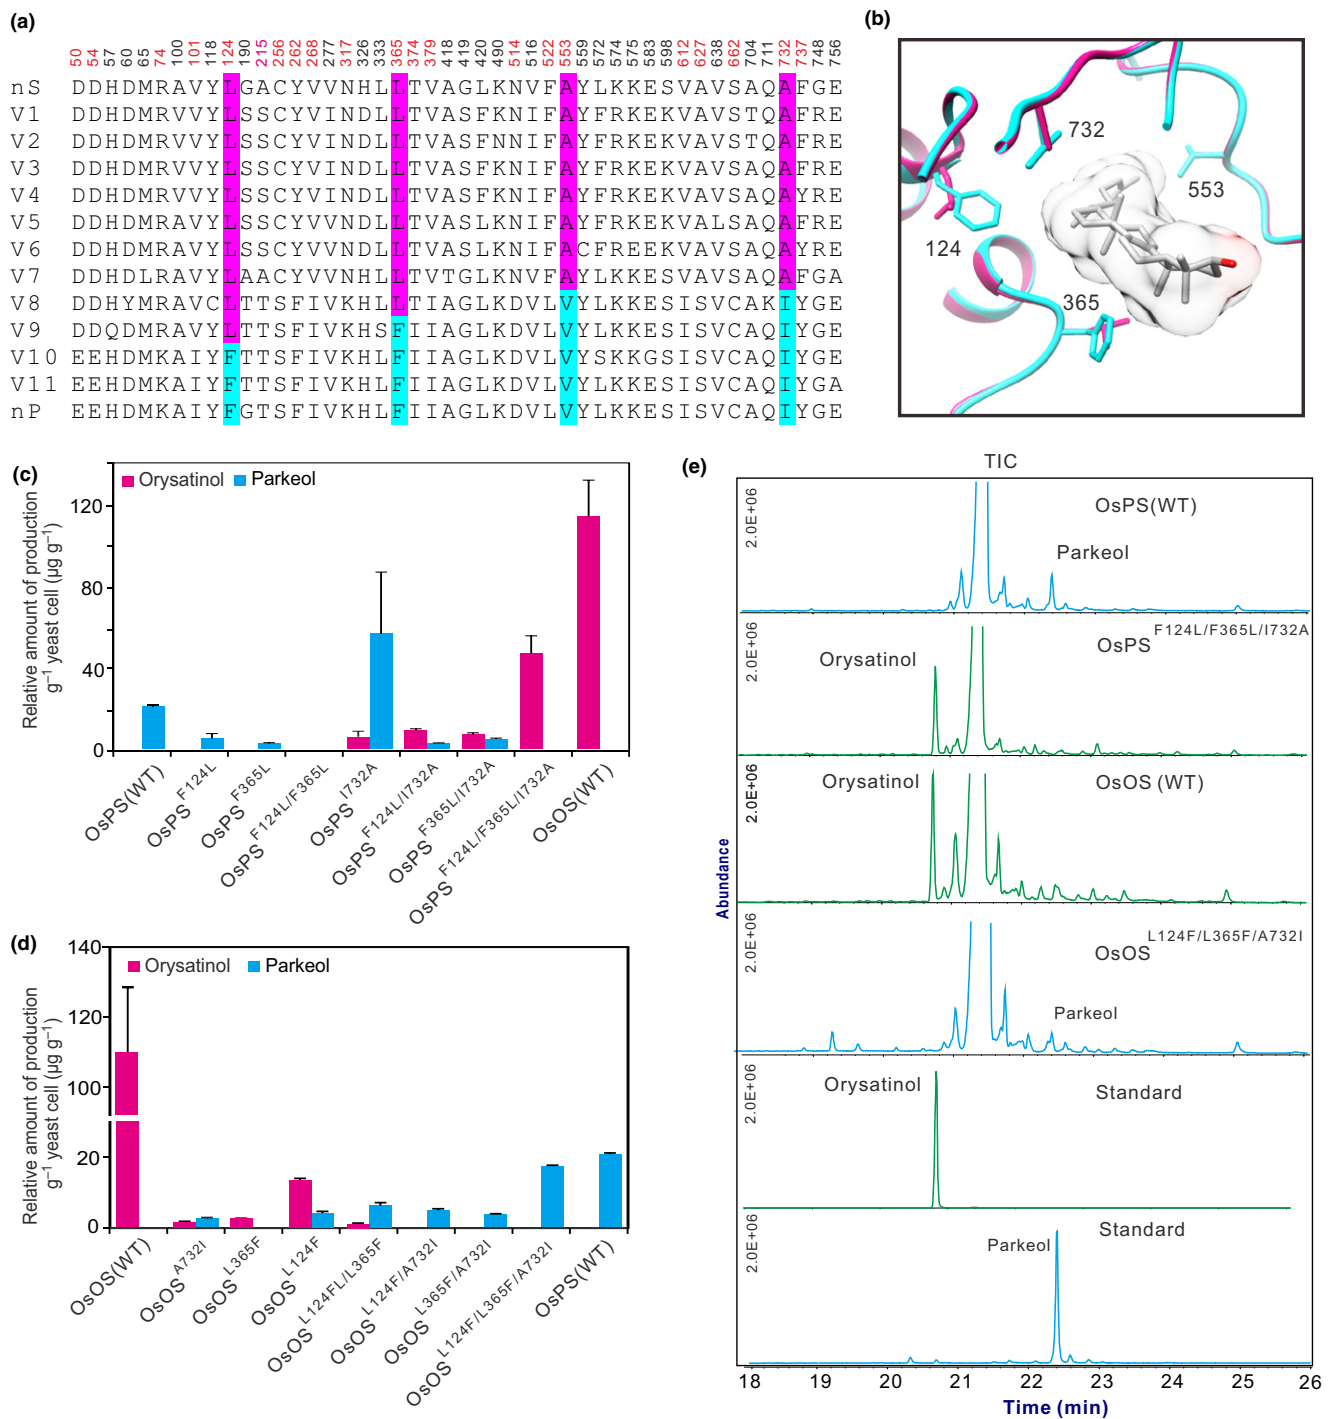 (a)
50 54 57 60 65 74 100 101 118 124 190 215 256 262 268 277 317 326 333 365 374 379 418 419 420 490 514 516 522 553 559 572 574 575 583 598 612 627 638 662 704 711 732 737 748 756
nS DDHDMRAVYLGACYVVNHLLTVAGLKNVFAYLKKESVAVSAQAFGE
V1 DDHDMRVVYLSSCYVINDLLTVASFKNIFAYFRKEKVAVSTQAFRE
V2 DDHDMRVVYLSSCYVINDLLTVASFNNIFAYFRKEKVAVSTQAFRE
V3 DDHDMRVVYLSSCYVINDLLTVASFKNIFAYFRKEKVAVSAQAFRE
V4 DDHDMRVVYLSSCYVINDLLTVASFKNIFAYFRKEKVAVSAQAYRE
V5 DDHDMRVVYLSSCYVVNDLLTVASLKNIFAYFRKEKVALSAQAFRE
V6 DDHDMRVVYLSSCYVVNDLLTVASLKNIFACFREEKVAVSAQAYRE
V7 DDHDLRAVYLAACYVVNHLLTVTGLKNVFAYLKKESVAVSAQAFGA
V8 DDHYMRAVCLTTSFIVKHYLTIAGLKDVLVYLKKESISVCAKIYGE
V9 DDQDMRAVYLTTSFIVKHSFIIAGLKDVLVYLKKESISVCAQIYGE
V10 EEHDMKAIYFTTSFIVKHLFIIAGLKDVLVYSKKGSISVCAQIYGE
V11 EEHDMKAIYFTTSFIVKHLFIIAGLKDVLVYLKKESISVCAQIYGA
nP EEHDMKAIYFGTSFIVKHLFIIAGLKDVLVYLKKESISVCAQIYGE
(b)
732
553
124
365
(c)
Orysatinol
Parkeol
Relative amount of production
g⁻¹ yeast cell (µg g⁻¹)
120
80
40
0
OsPS(WT)
OsPS^F124L
OsPS^F365L
OsPS^F124L/F365L
OsPS^I732A
OsPS^F124L/I732A
OsPS^F365L/I732A
OsPS^F124L/F365L/I732A
OsOS(WT)
(d)
Orysatinol
Parkeol
Relative amount of production
g⁻¹ yeast cell (µg g⁻¹)
140
120
100
20
0
OsOS(WT)
OsOS^A732I
OsOS^L365F
OsOS^L124F
OsOS^L124FL/L365F
OsOS^L124F/A732I
OsOS^L365F/A732I
OsOS^L124F/L365F/A732I
OsPS(WT)
(e)
TIC
2.0E+06
OsPS(WT)
Parkeol
2.0E+06
OsPS^F124L/F365L/I732A
Orysatinol
2.0E+06
OsOS (WT)
Orysatinol
2.0E+06
OsOS^L124F/L365F/A732I
Parkeol
2.0E+06
Orysatinol
Standard
2.0E+06
Parkeol
Standard
Abundance
18 19 20 21 22 23 24 25 26
Time (min)